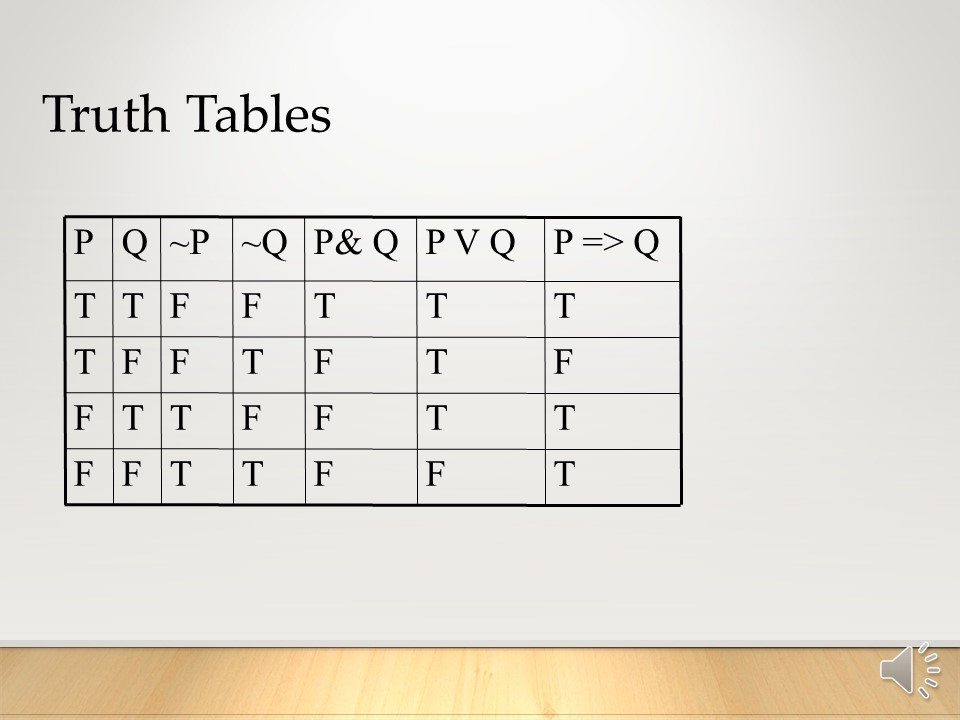 Truth Tables
P Q ~P ~Q P& Q P V Q P => Q
T T F F T T T
T F F T F T F
F T T F F T T
F F T T F F T